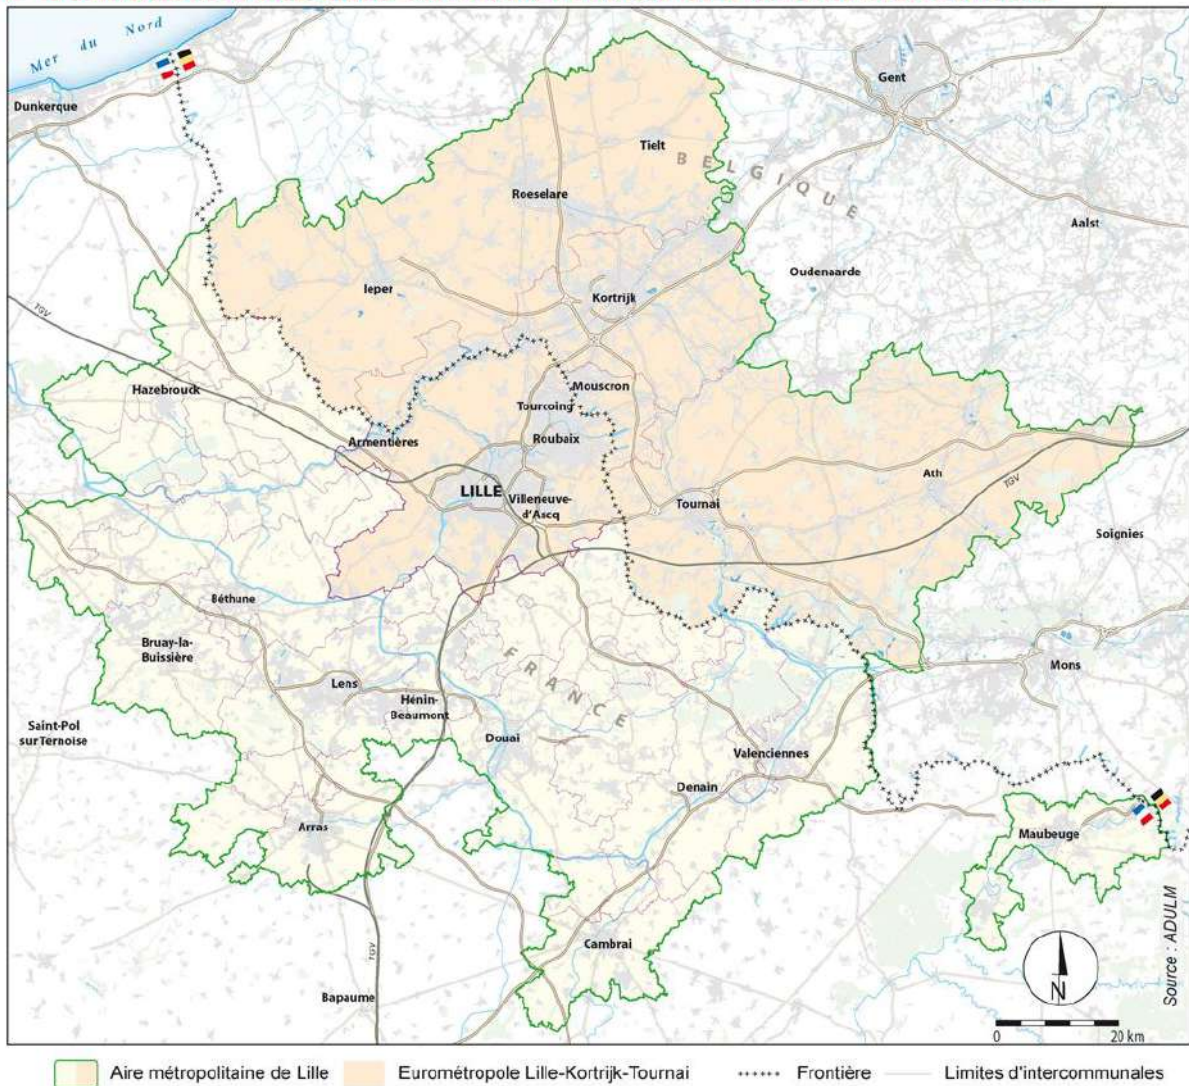 Mer du Nord
Dunkerque
Gent
Tielt
BELGIQUE
Roeselare
Aalst
Oudenaarde
Ieper
Kortrijk
TGV
Hazebrouck
Mouscron
Tourcoing
Armentières
Roubaix
LILLE
Villeneuve-
d'Ascq
Ath
TGV
Tournai
Soignies
Béthune
Bruay-la-
Buissière
FRANCE
Mons
Lens
Hénin-
Beaumont
Saint-Pol
sur Ternoise
Douai
Valenciennes
Denain
Arras
Maubeuge
Cambrai
TGV
Bapaume
N
Source : ADULM
0 20 km
Aire métropolitaine de Lille Eurométropole Lille-Kortrijk-Tournai Frontière Limites d'intercommunales